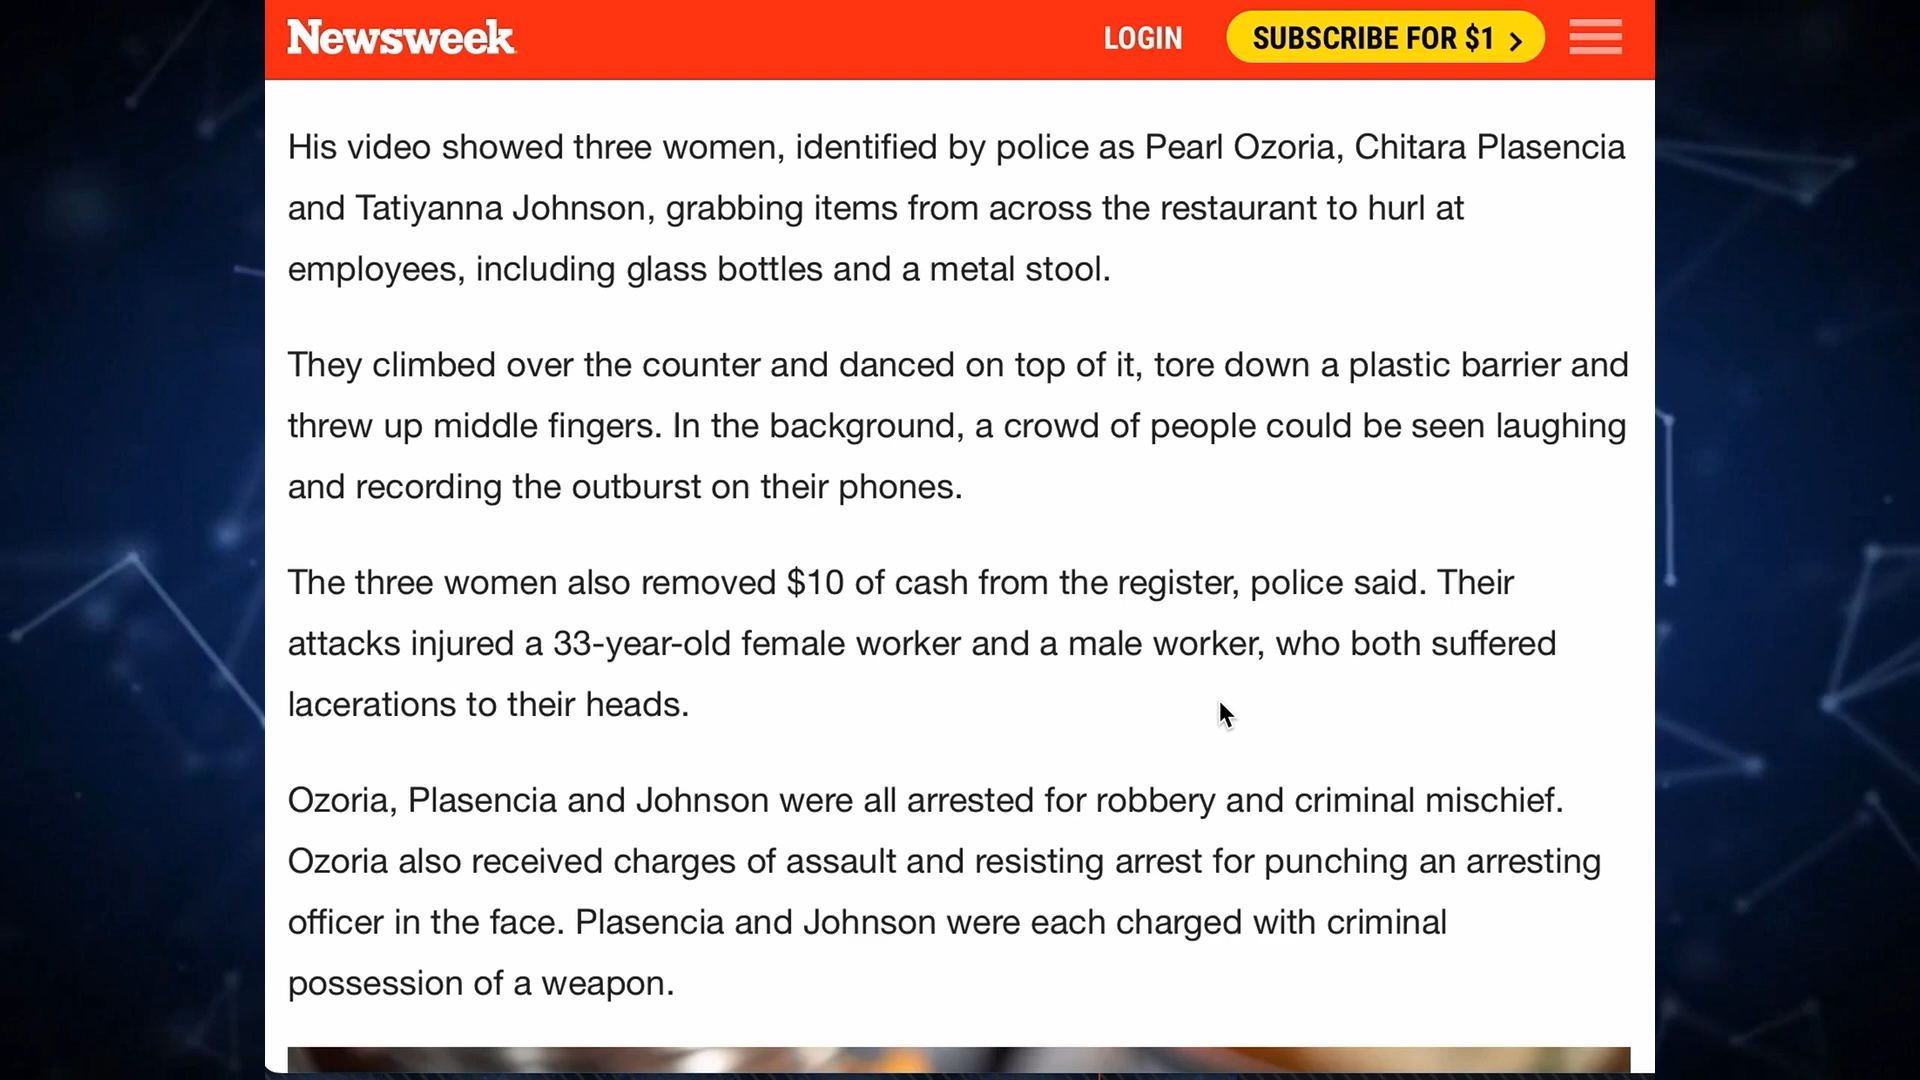 Newsweek
LOGIN
SUBSCRIBE FOR $1
His video showed three women, identified by police as Pearl Ozoria, Chitara Plasencia
and Tatiyanna Johnson, grabbing items from across the restaurant to hurl at
employees, including glass bottles and a metal stool.
They climbed over the counter and danced on top of it, tore down a plastic barrier and
threw up middle fingers. In the background, a crowd of people could be seen laughing
and recording the outburst on their phones.
The three women also removed $10 of cash from the register, police said. Their
attacks injured a 33-year-old female worker and a male worker, who both suffered
lacerations to their heads.
Ozoria, Plasencia and Johnson were all arrested for robbery and criminal mischief.
Ozoria also received charges of assault and resisting arrest for punching an arresting
officer in the face. Plasencia and Johnson were each charged with criminal
possession of a weapon.